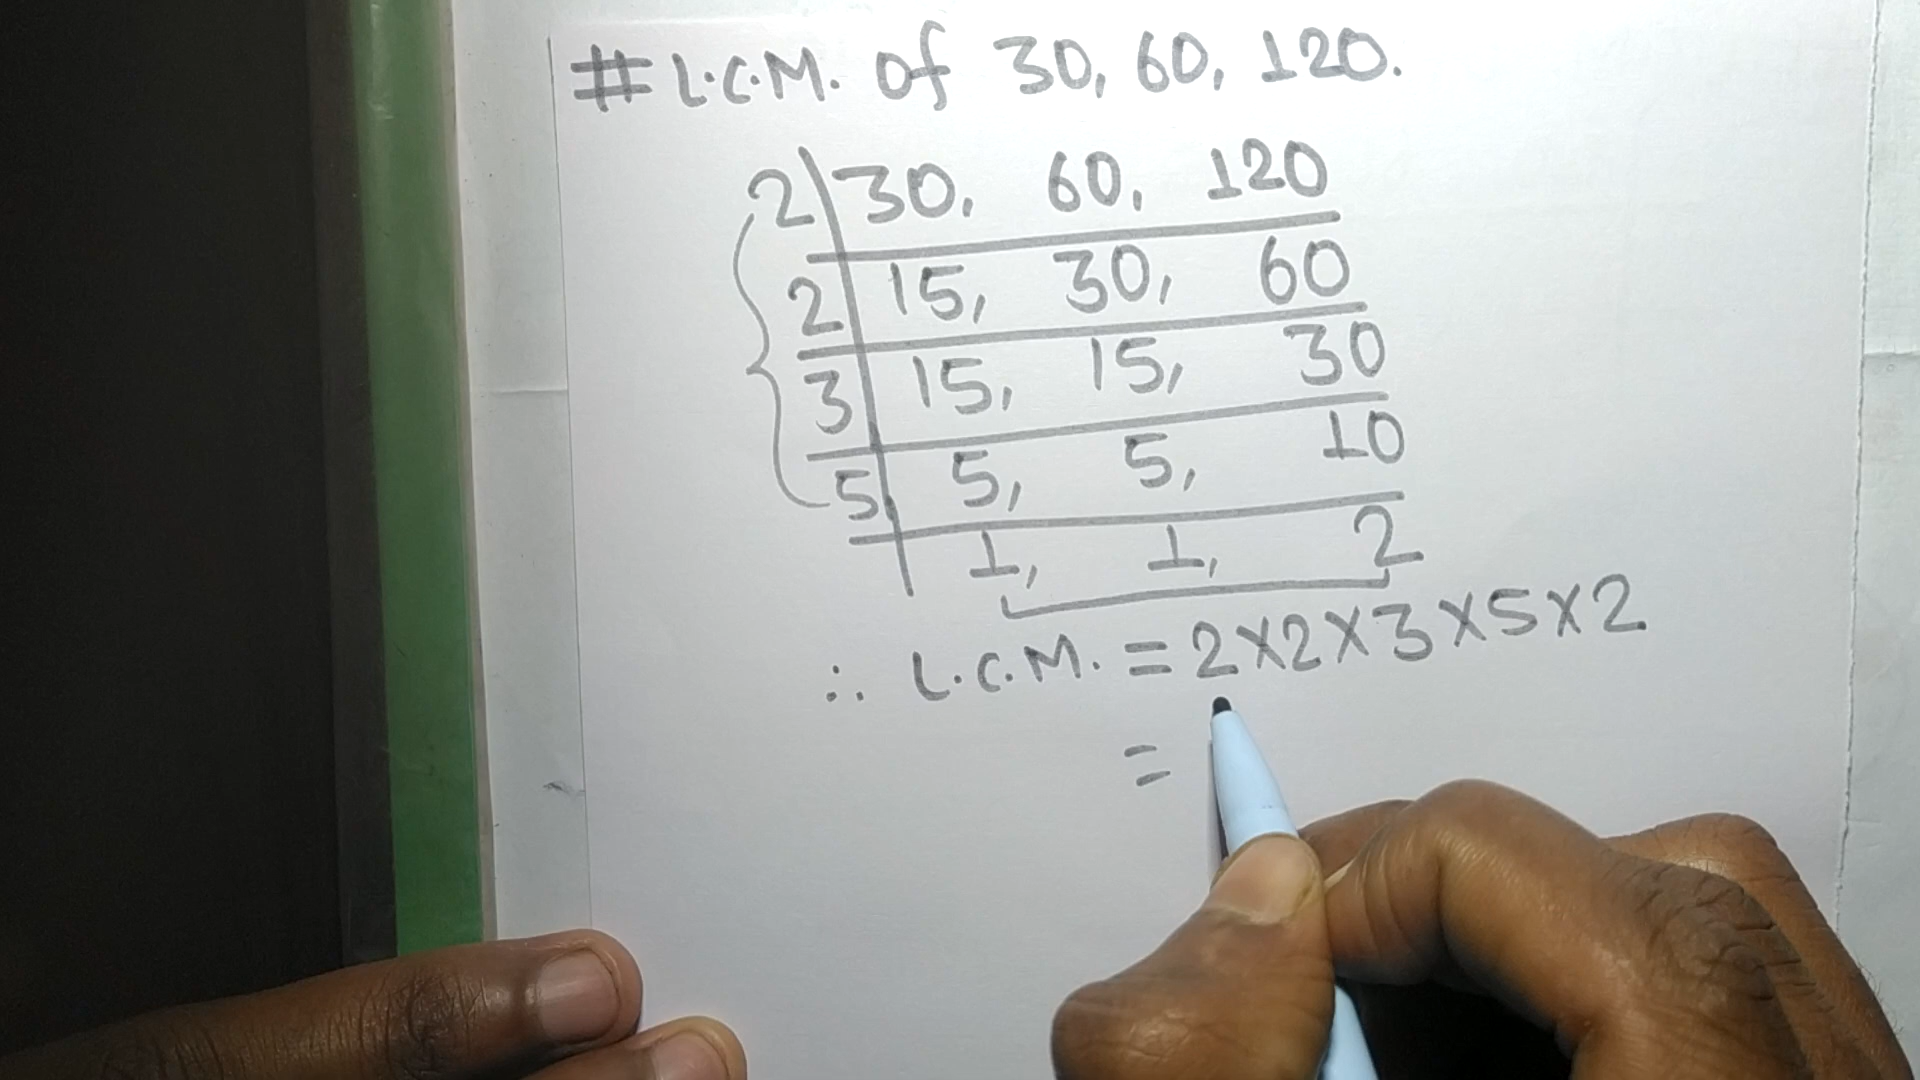 # L.C.M. of 30, 60, 120.
2 30, 60, 120
2 15, 30, 60
3 15, 15, 30
5 5, 5, 10
1, 1, 2
∴ L.C.M. = 2×2×3×5×2
=